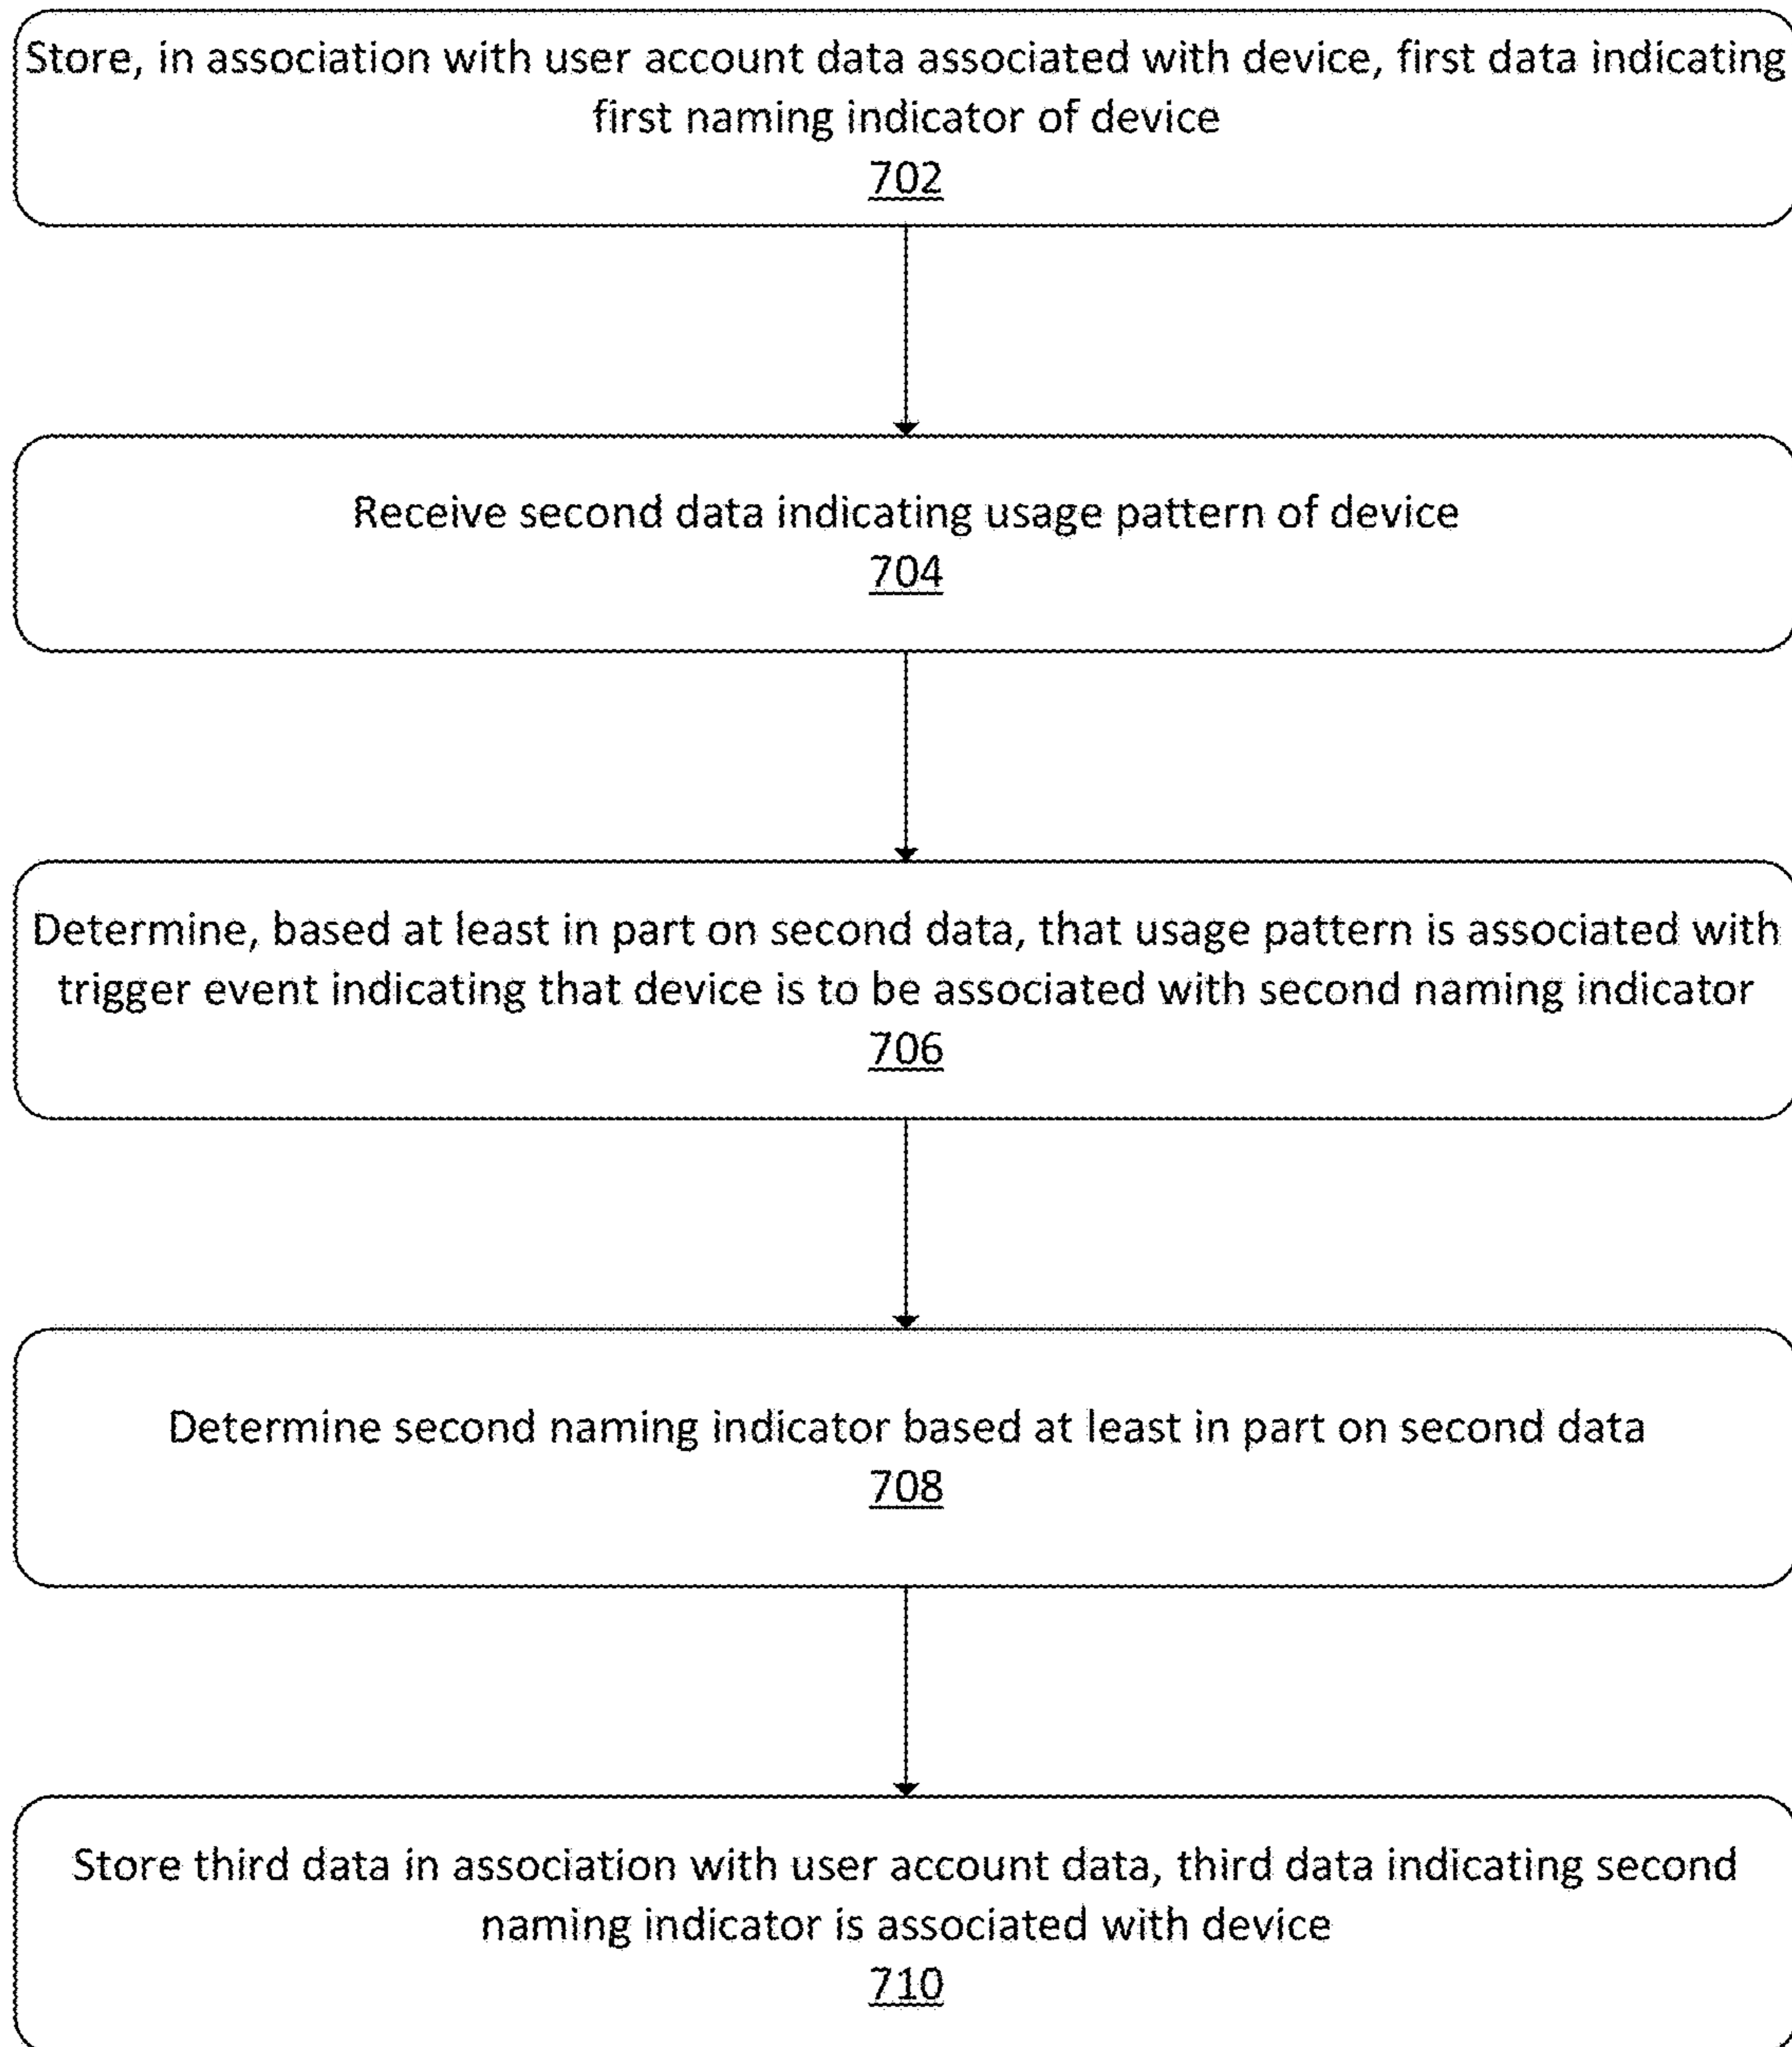 Store, in association with user account data associated with device, first data indicating
first naming indicator of device
702
Receive second data indicating usage pattern of device
704
Determine, based at least in part on second data, that usage pattern is associated with
trigger event indicating that device is to be associated with second naming indicator
706
Determine second naming indicator based at least in part on second data
708
Store third data in association with user account data, third data indicating second
naming indicator is associated with device
710